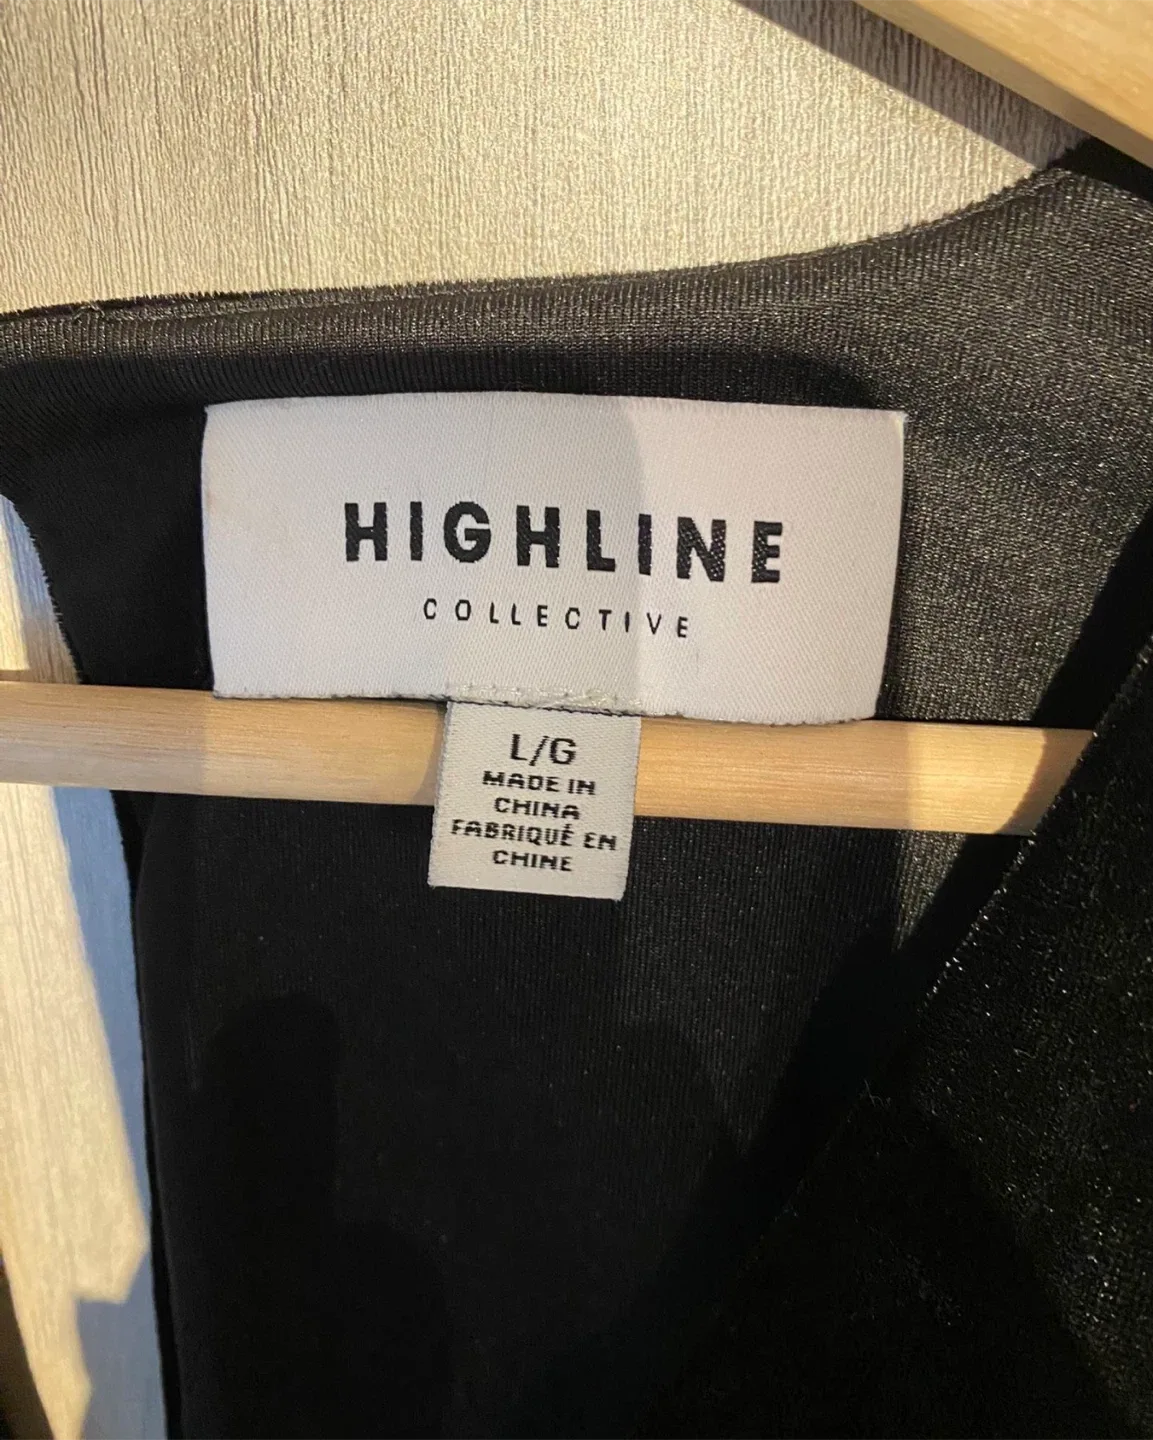 HIGHLINE
COLLECTIVE
L/G
MADE IN
CHINA
FABRIQUÉ EN
CHINE